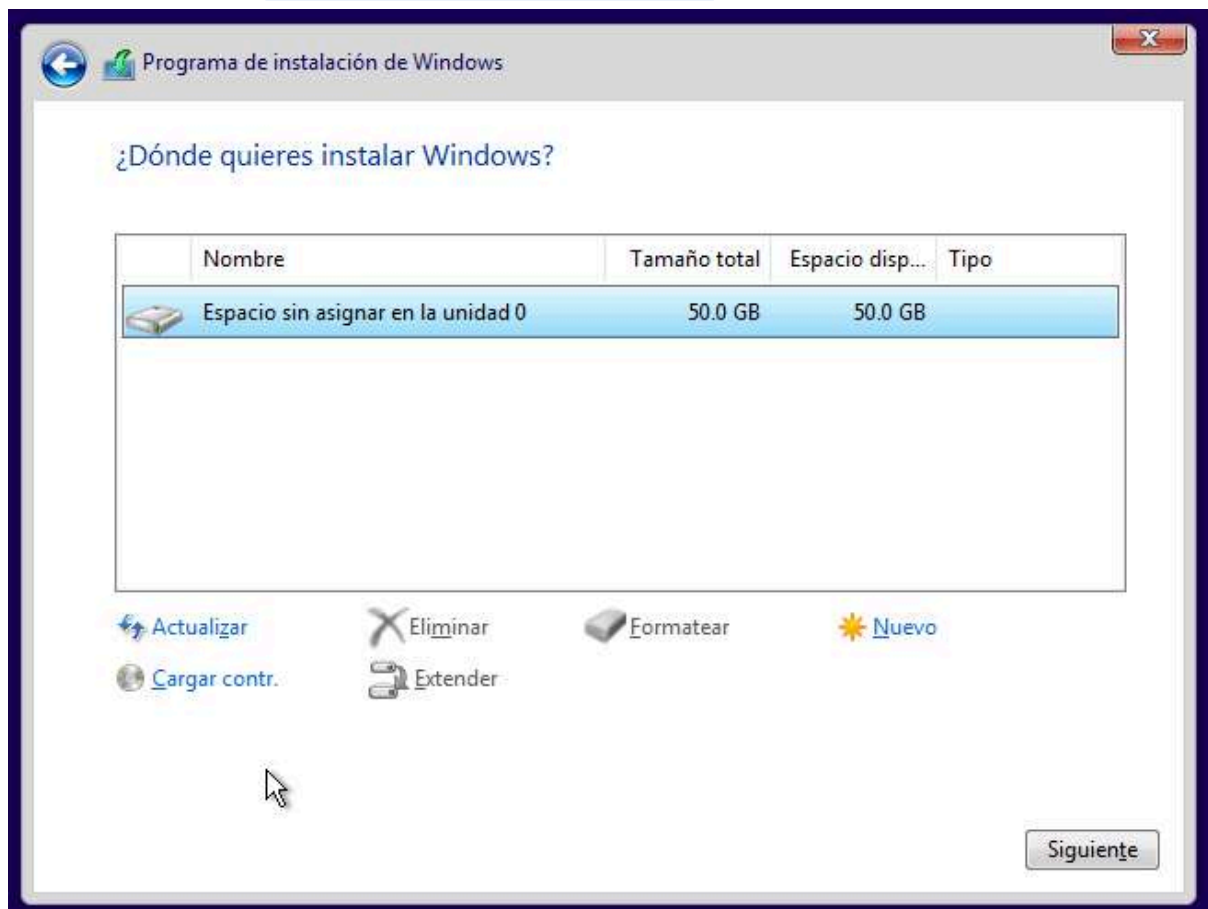 Programa de instalación de Windows
¿Dónde quieres instalar Windows?
Nombre Tamaño total Espacio disp... Tipo
Espacio sin asignar en la unidad 0 50.0 GB 50.0 GB
Actualizar Eliminar Formatear Nuevo
Cargar contr. Extender
Siguiente